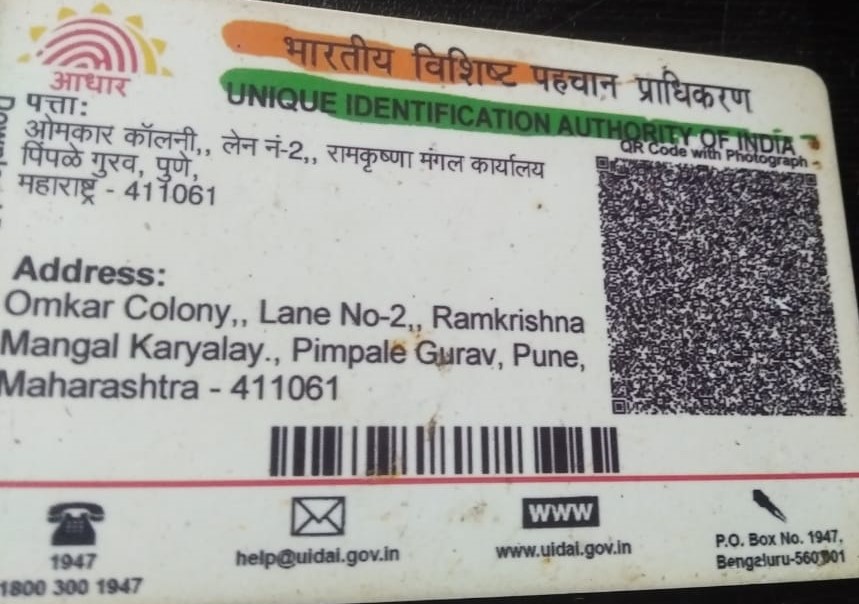 आधार
भारतीय विशिष्ट पहचान प्राधिकरण
UNIQUE IDENTIFICATION AUTHORITY OF INDIA
QR Code with Photograph
पत्ता:
ओमकार कॉलनी,, लेन नं-2,, रामकृष्णा मंगल कार्यालय
पिंपळे गुरव, पुणे,
महाराष्ट्र - 411061
Address:
Omkar Colony,, Lane No-2,, Ramkrishna
Mangal Karyalay., Pimpale Gurav, Pune,
Maharashtra - 411061
1947
1800 300 1947
help@uidai.gov.in
www
www.uidai.gov.in
P.O. Box No. 1947,
Bengaluru-560001